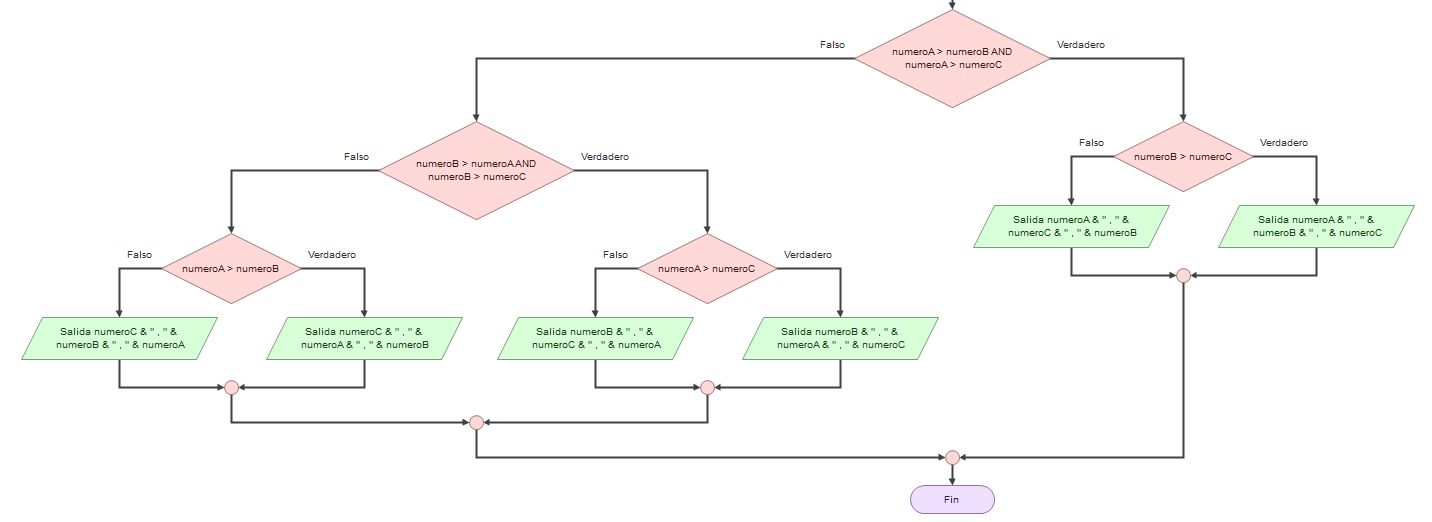 Falso
numeroA > numeroB AND
numeroA > numeroC
Verdadero
Falso
numeroB > numeroA AND
numeroB > numeroC
Verdadero
Falso
numeroB > numeroC
Verdadero
Salida numeroA & " , " &
numeroC & " , " & numeroB
Salida numeroA & " , " &
numeroB & " , " & numeroC
Falso
numeroA > numeroB
Verdadero
Falso
numeroA > numeroC
Verdadero
Salida numeroC & " , " &
numeroB & " , " & numeroA
Salida numeroC & " , " &
numeroA & " , " & numeroB
Salida numeroB & " , " &
numeroC & " , " & numeroA
Salida numeroB & " , " &
numeroA & " , " & numeroC
Fin